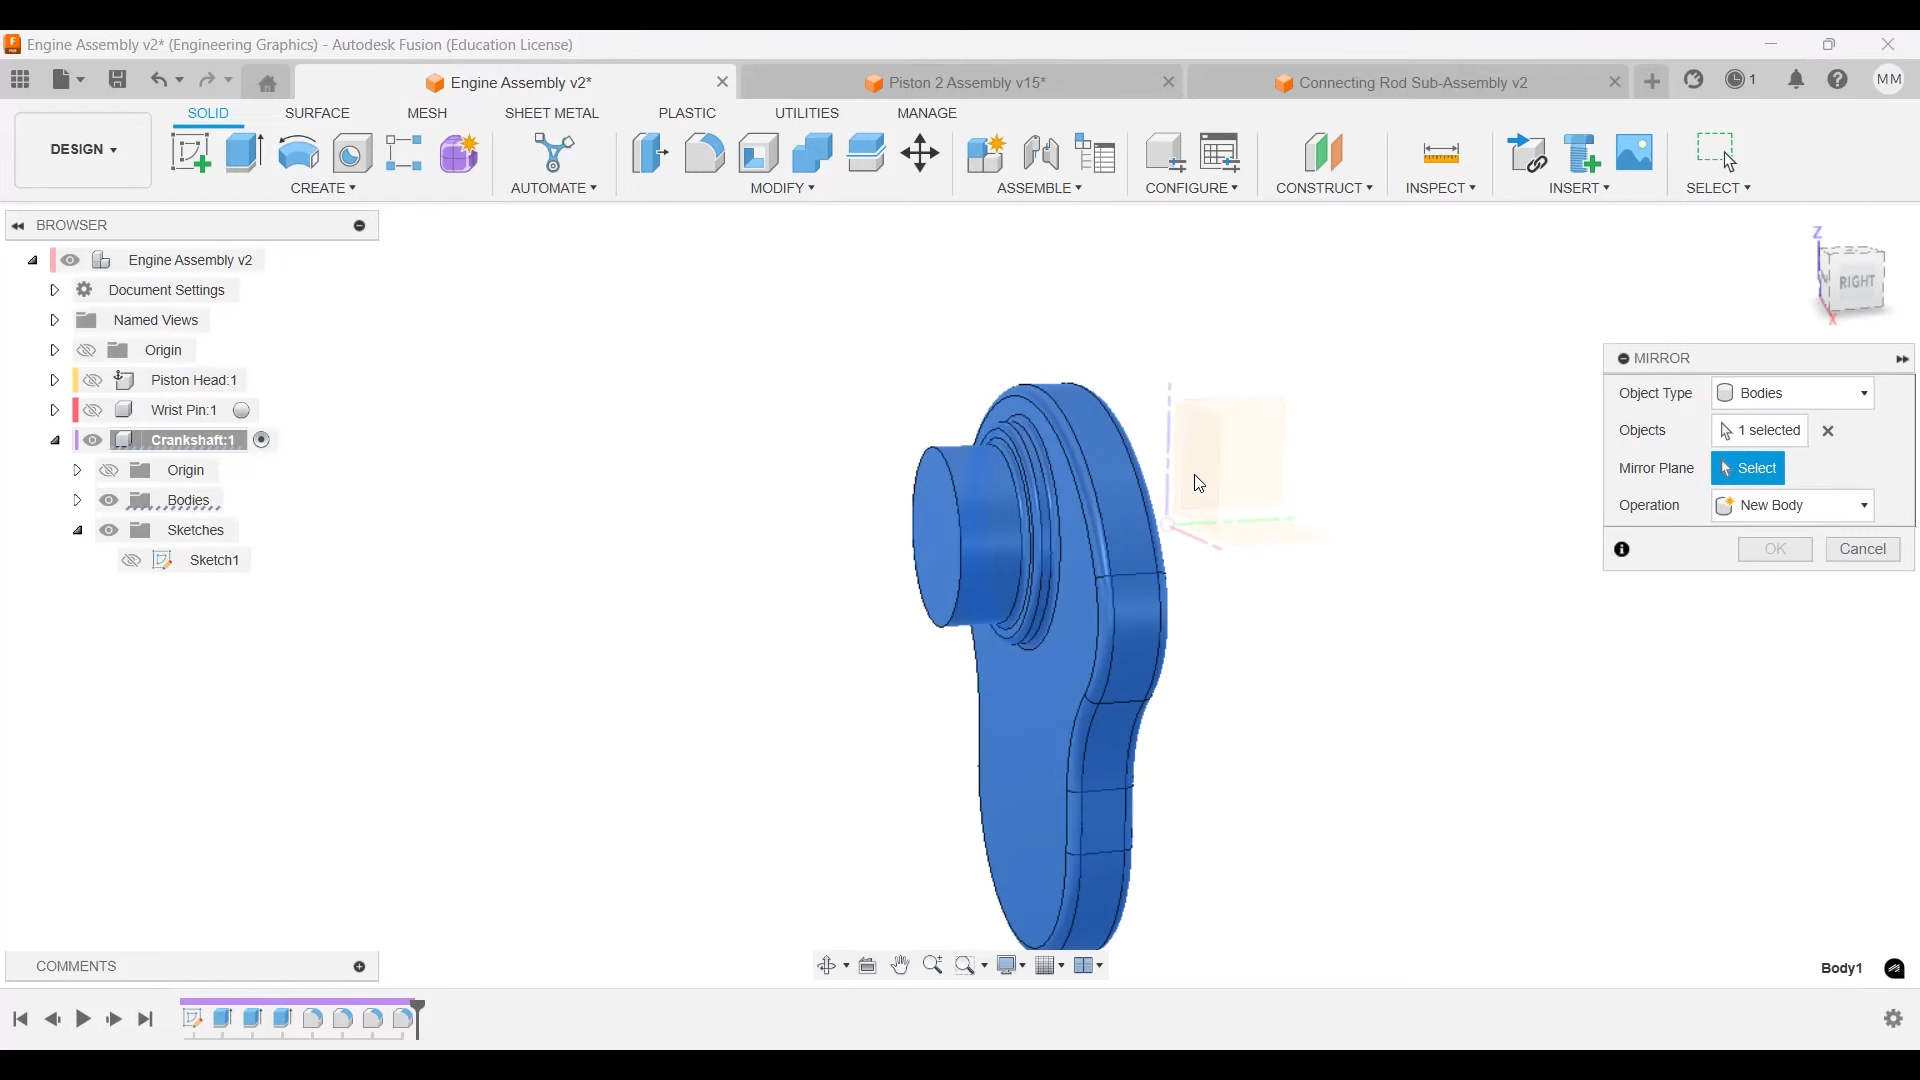 Engine Assembly v2* (Engineering Graphics) - Autodesk Fusion (Education License)
Engine Assembly v2*
Piston 2 Assembly v15*
Connecting Rod Sub-Assembly v2
1
MM
SOLID
SURFACE
MESH
SHEET METAL
PLASTIC
UTILITIES
MANAGE
DESIGN
CREATE
AUTOMATE
MODIFY
ASSEMBLE
CONFIGURE
CONSTRUCT
INSPECT
INSERT
SELECT
BROWSER
Engine Assembly v2
Document Settings
Named Views
Origin
Piston Head:1
Wrist Pin:1
Crankshaft:1
Origin
Bodies
Sketches
Sketch1
Z
RIGHT
X
MIRROR
Object Type
Bodies
Objects
1 selected
Mirror Plane
Select
Operation
New Body
OK
Cancel
COMMENTS
Body1